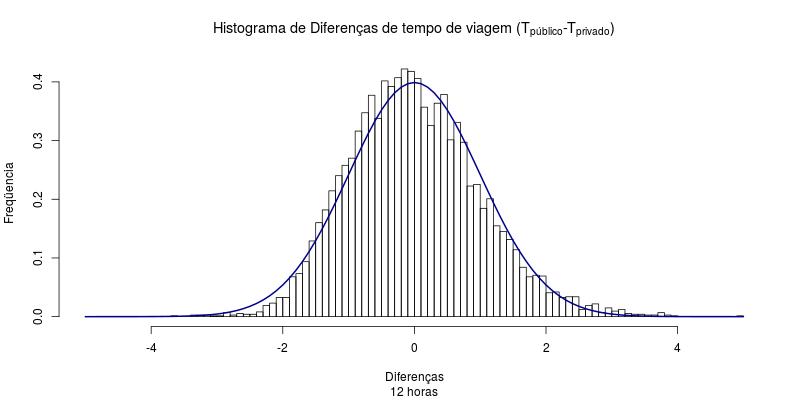 Histograma de Diferenças de tempo de viagem (Tpúblico-Tprivado)
Freqüencia
0.4
0.3
0.2
0.1
0.0
-4 -2 0 2 4
Diferenças
12 horas